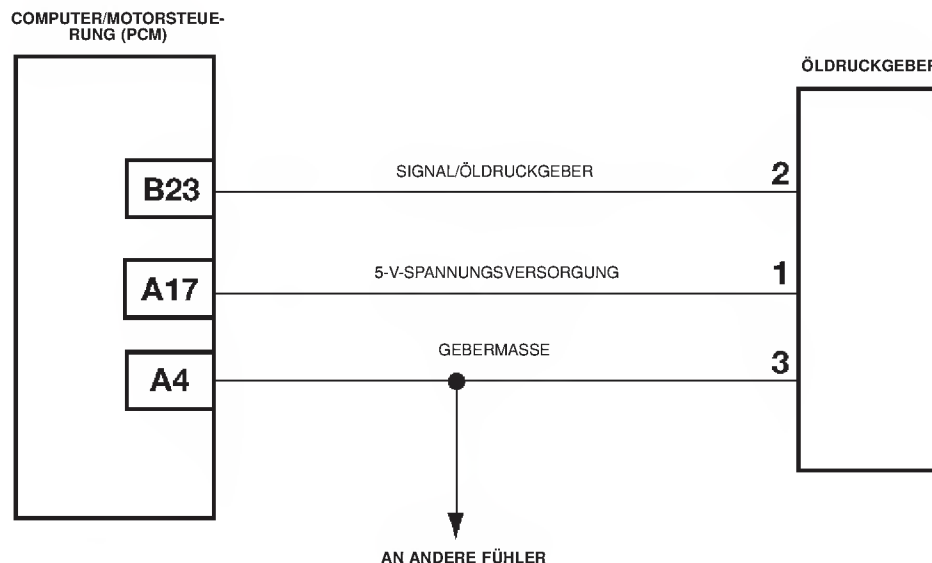 COMPUTER/MOTORSTEUE-
RUNG (PCM)
ÖLDRUCKGEBER
B23
SIGNAL/ÖLDRUCKGEBER
2
A17
5-V-SPANNUNGSVERSORGUNG
1
A4
GEBERMASSE
3
AN ANDERE FÜHLER